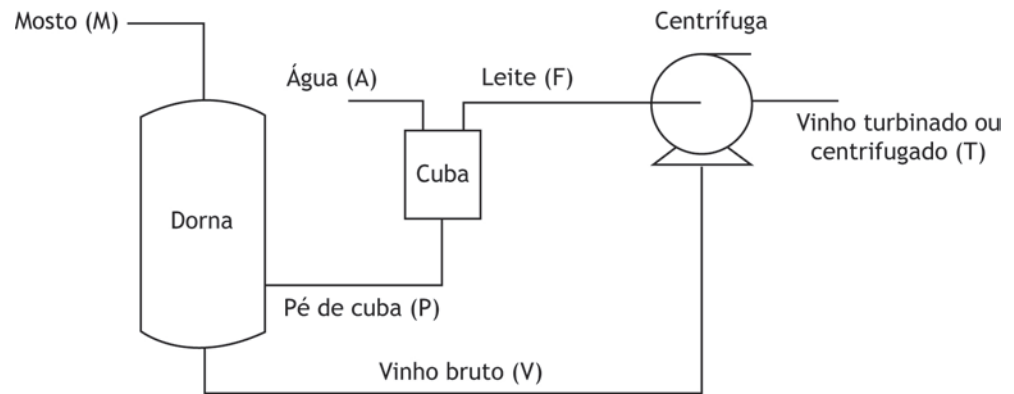 Mosto (M)
Centrífuga
Água (A)
Leite (F)
Vinho turbinado ou
centrifugado (T)
Cuba
Dorna
Pé de cuba (P)
Vinho bruto (V)